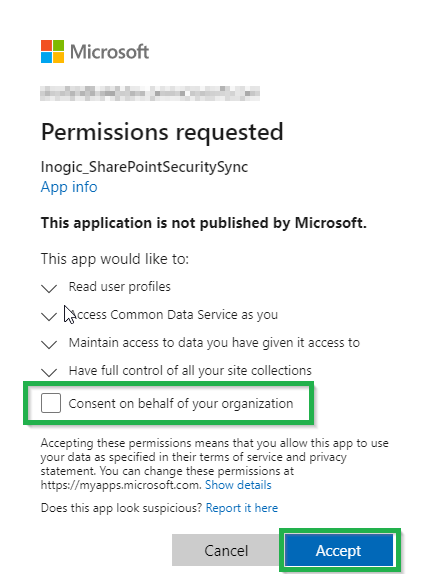 Microsoft
Permissions requested
Inogic_SharePointSecuritySync
App info
This application is not published by Microsoft.
This app would like to:
Read user profiles
Access Common Data Service as you
Maintain access to data you have given it access to
Have full control of all your site collections
Consent on behalf of your organization
Accepting these permissions means that you allow this app to use
your data as specified in their terms of service and privacy
statement. You can change these permissions at
https://myapps.microsoft.com. Show details
Does this app look suspicious? Report it here
Cancel
Accept